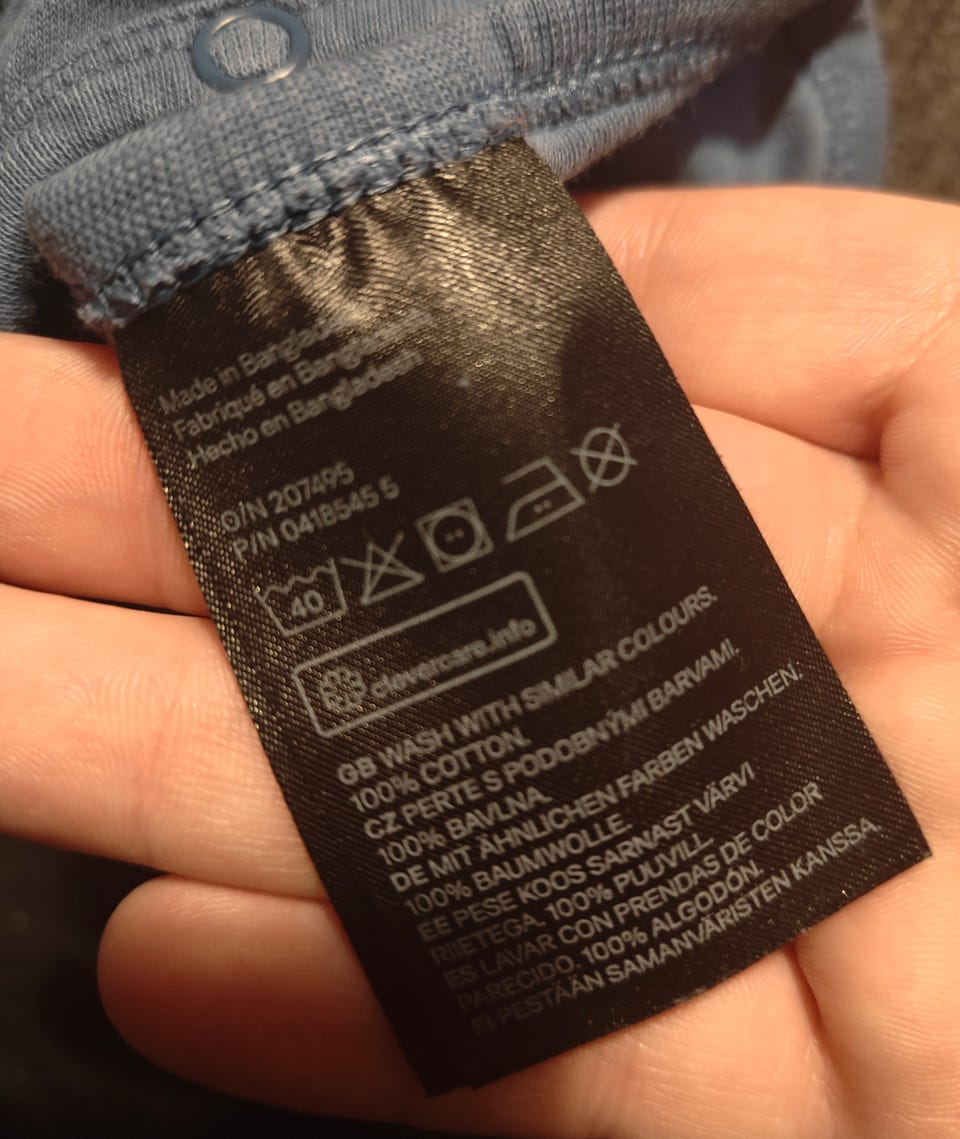 Made in Bangladesh
Fabriqué en Bangladesh
Hecho en Bangladesh
O/N 207495
P/N 0418545 5
40
clevercare.info
GB WASH WITH SIMILAR COLOURS.
100% COTTON.
CZ PERTE S PODOBNÝMI BARVAMI.
100% BAVLNA.
DE MIT ÄHNLICHEN FARBEN WASCHEN.
100% BAUMWOLLE.
EE PESE KOOS SARNAST VÄRVI
RIIETEGA. 100% PUUVILL.
ES LAVAR CON PRENDAS DE COLOR
PARECIDO. 100% ALGODÓN.
FI PESTÄÄN SAMANVÄRISTEN KANSSA.